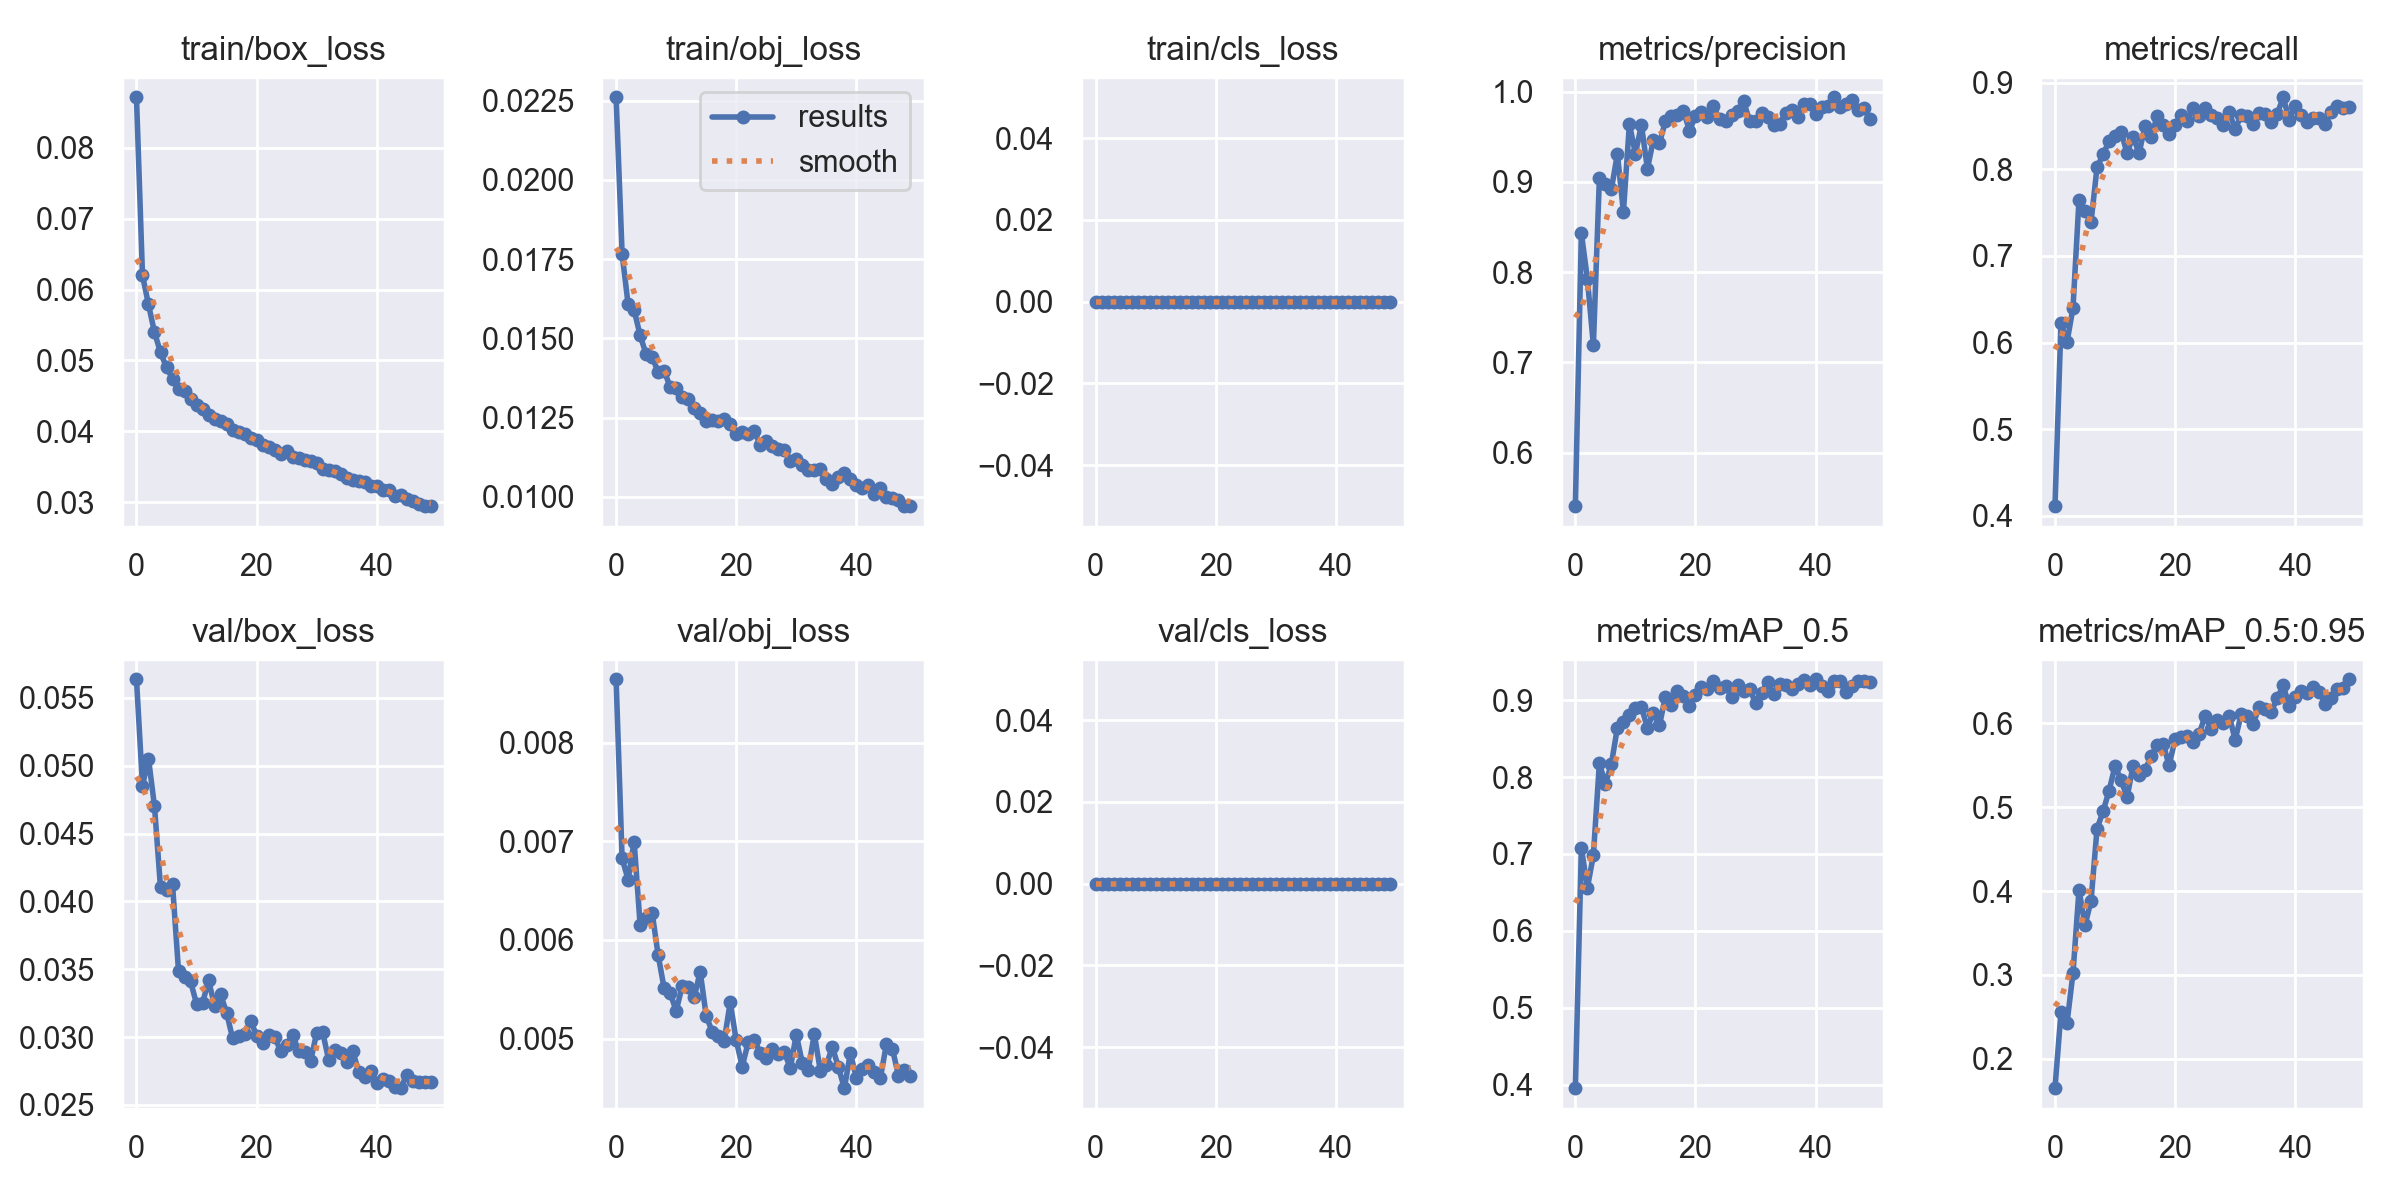 train/box_loss
0.08
0.07
0.06
0.05
0.04
0.03
0 20 40
train/obj_loss
results
smooth
0.0225
0.0200
0.0175
0.0150
0.0125
0.0100
0 20 40
train/cls_loss
0.04
0.02
0.00
−0.02
−0.04
0 20 40
metrics/precision
1.0
0.9
0.8
0.7
0.6
0 20 40
metrics/recall
0.9
0.8
0.7
0.6
0.5
0.4
0 20 40
val/box_loss
0.055
0.050
0.045
0.040
0.035
0.030
0.025
0 20 40
val/obj_loss
0.008
0.007
0.006
0.005
0 20 40
val/cls_loss
0.04
0.02
0.00
−0.02
−0.04
0 20 40
metrics/mAP_0.5
0.9
0.8
0.7
0.6
0.5
0.4
0 20 40
metrics/mAP_0.5:0.95
0.6
0.5
0.4
0.3
0.2
0 20 40